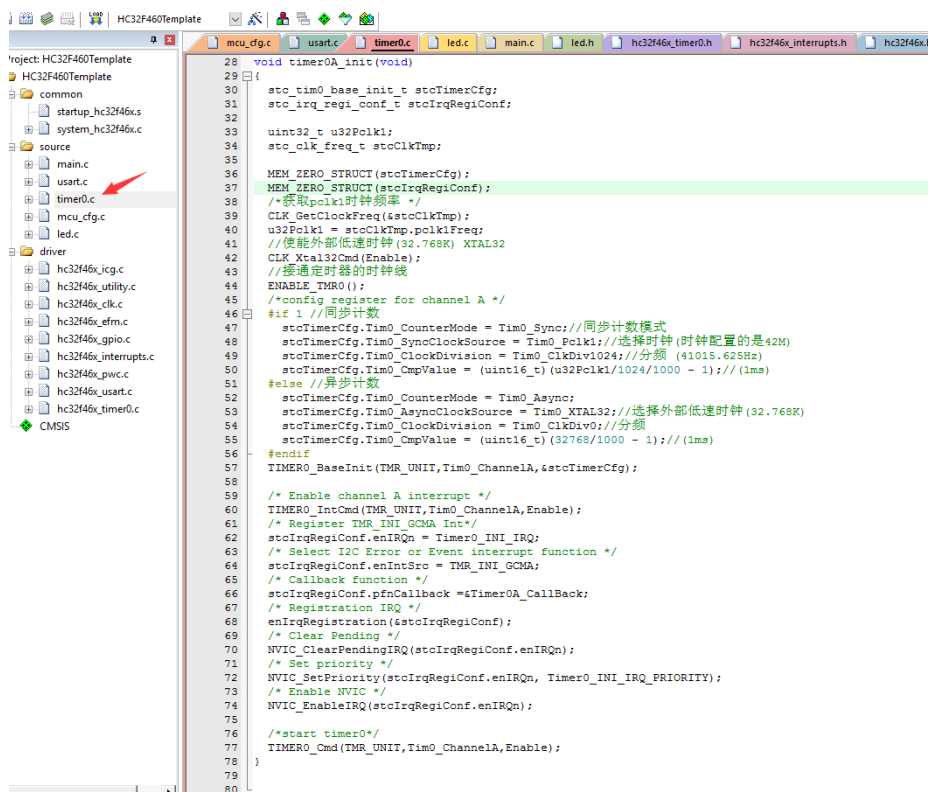 HC32F460Template
Project: HC32F460Template
HC32F460Template
common
startup_hc32f46x.s
system_hc32f46x.c
source
main.c
usart.c
timer0.c
mcu_cfg.c
led.c
driver
hc32f46x_icg.c
hc32f46x_utility.c
hc32f46x_clk.c
hc32f46x_efm.c
hc32f46x_gpio.c
hc32f46x_interrupts.c
hc32f46x_pwc.c
hc32f46x_usart.c
hc32f46x_timer0.c
CMSIS
mcu_cfg.c usart.c timer0.c led.c main.c led.h hc32f46x_timer0.h hc32f46x_interrupts.h hc32f46x.
28 void timer0A_init(void)
29 {
30 stc_tim0_base_init_t stcTimerCfg;
31 stc_irq_regi_conf_t stcIrqRegiConf;
32
33 uint32_t u32Pclk1;
34 stc_clk_freq_t stcClkTmp;
35
36 MEM_ZERO_STRUCT(stcTimerCfg);
37 MEM_ZERO_STRUCT(stcIrqRegiConf);
38 /*获取pclk1时钟频率 */
39 CLK_GetClockFreq(&stcClkTmp);
40 u32Pclk1 = stcClkTmp.pclk1Freq;
41 //使能外部低速时钟(32.768K) XTAL32
42 CLK_Xtal32Cmd(Enable);
43 //接通定时器的时钟线
44 ENABLE_TMR0();
45 /*config register for channel A */
46 #if 1 //同步计数
47 stcTimerCfg.Tim0_CounterMode = Tim0_Sync;//同步计数模式
48 stcTimerCfg.Tim0_SyncClockSource = Tim0_Pclk1;//选择时钟(时钟配置的是42M)
49 stcTimerCfg.Tim0_ClockDivision = Tim0_ClkDiv1024;//分频 (41015.625Hz)
50 stcTimerCfg.Tim0_CmpValue = (uint16_t)(u32Pclk1/1024/1000 - 1);//(1ms)
51 #else //异步计数
52 stcTimerCfg.Tim0_CounterMode = Tim0_Async;
53 stcTimerCfg.Tim0_AsyncClockSource = Tim0_XTAL32;//选择外部低速时钟(32.768K)
54 stcTimerCfg.Tim0_ClockDivision = Tim0_ClkDiv0;//分频
55 stcTimerCfg.Tim0_CmpValue = (uint16_t)(32768/1000 - 1);//(1ms)
56 #endif
57 TIMER0_BaseInit(TMR_UNIT,Tim0_ChannelA,&stcTimerCfg);
58
59 /* Enable channel A interrupt */
60 TIMER0_IntCmd(TMR_UNIT,Tim0_ChannelA,Enable);
61 /* Register TMR_INI_GCMA Int*/
62 stcIrqRegiConf.enIRQn = Timer0_INI_IRQ;
63 /* Select I2C Error or Event interrupt function */
64 stcIrqRegiConf.enIntSrc = TMR_INI_GCMA;
65 /* Callback function */
66 stcIrqRegiConf.pfnCallback =&Timer0A_CallBack;
67 /* Registration IRQ */
68 enIrqRegistration(&stcIrqRegiConf);
69 /* Clear Pending */
70 NVIC_ClearPendingIRQ(stcIrqRegiConf.enIRQn);
71 /* Set priority */
72 NVIC_SetPriority(stcIrqRegiConf.enIRQn, Timer0_INI_IRQ_PRIORITY);
73 /* Enable NVIC */
74 NVIC_EnableIRQ(stcIrqRegiConf.enIRQn);
75
76 /*start timer0*/
77 TIMER0_Cmd(TMR_UNIT,Tim0_ChannelA,Enable);
78 }
79
80